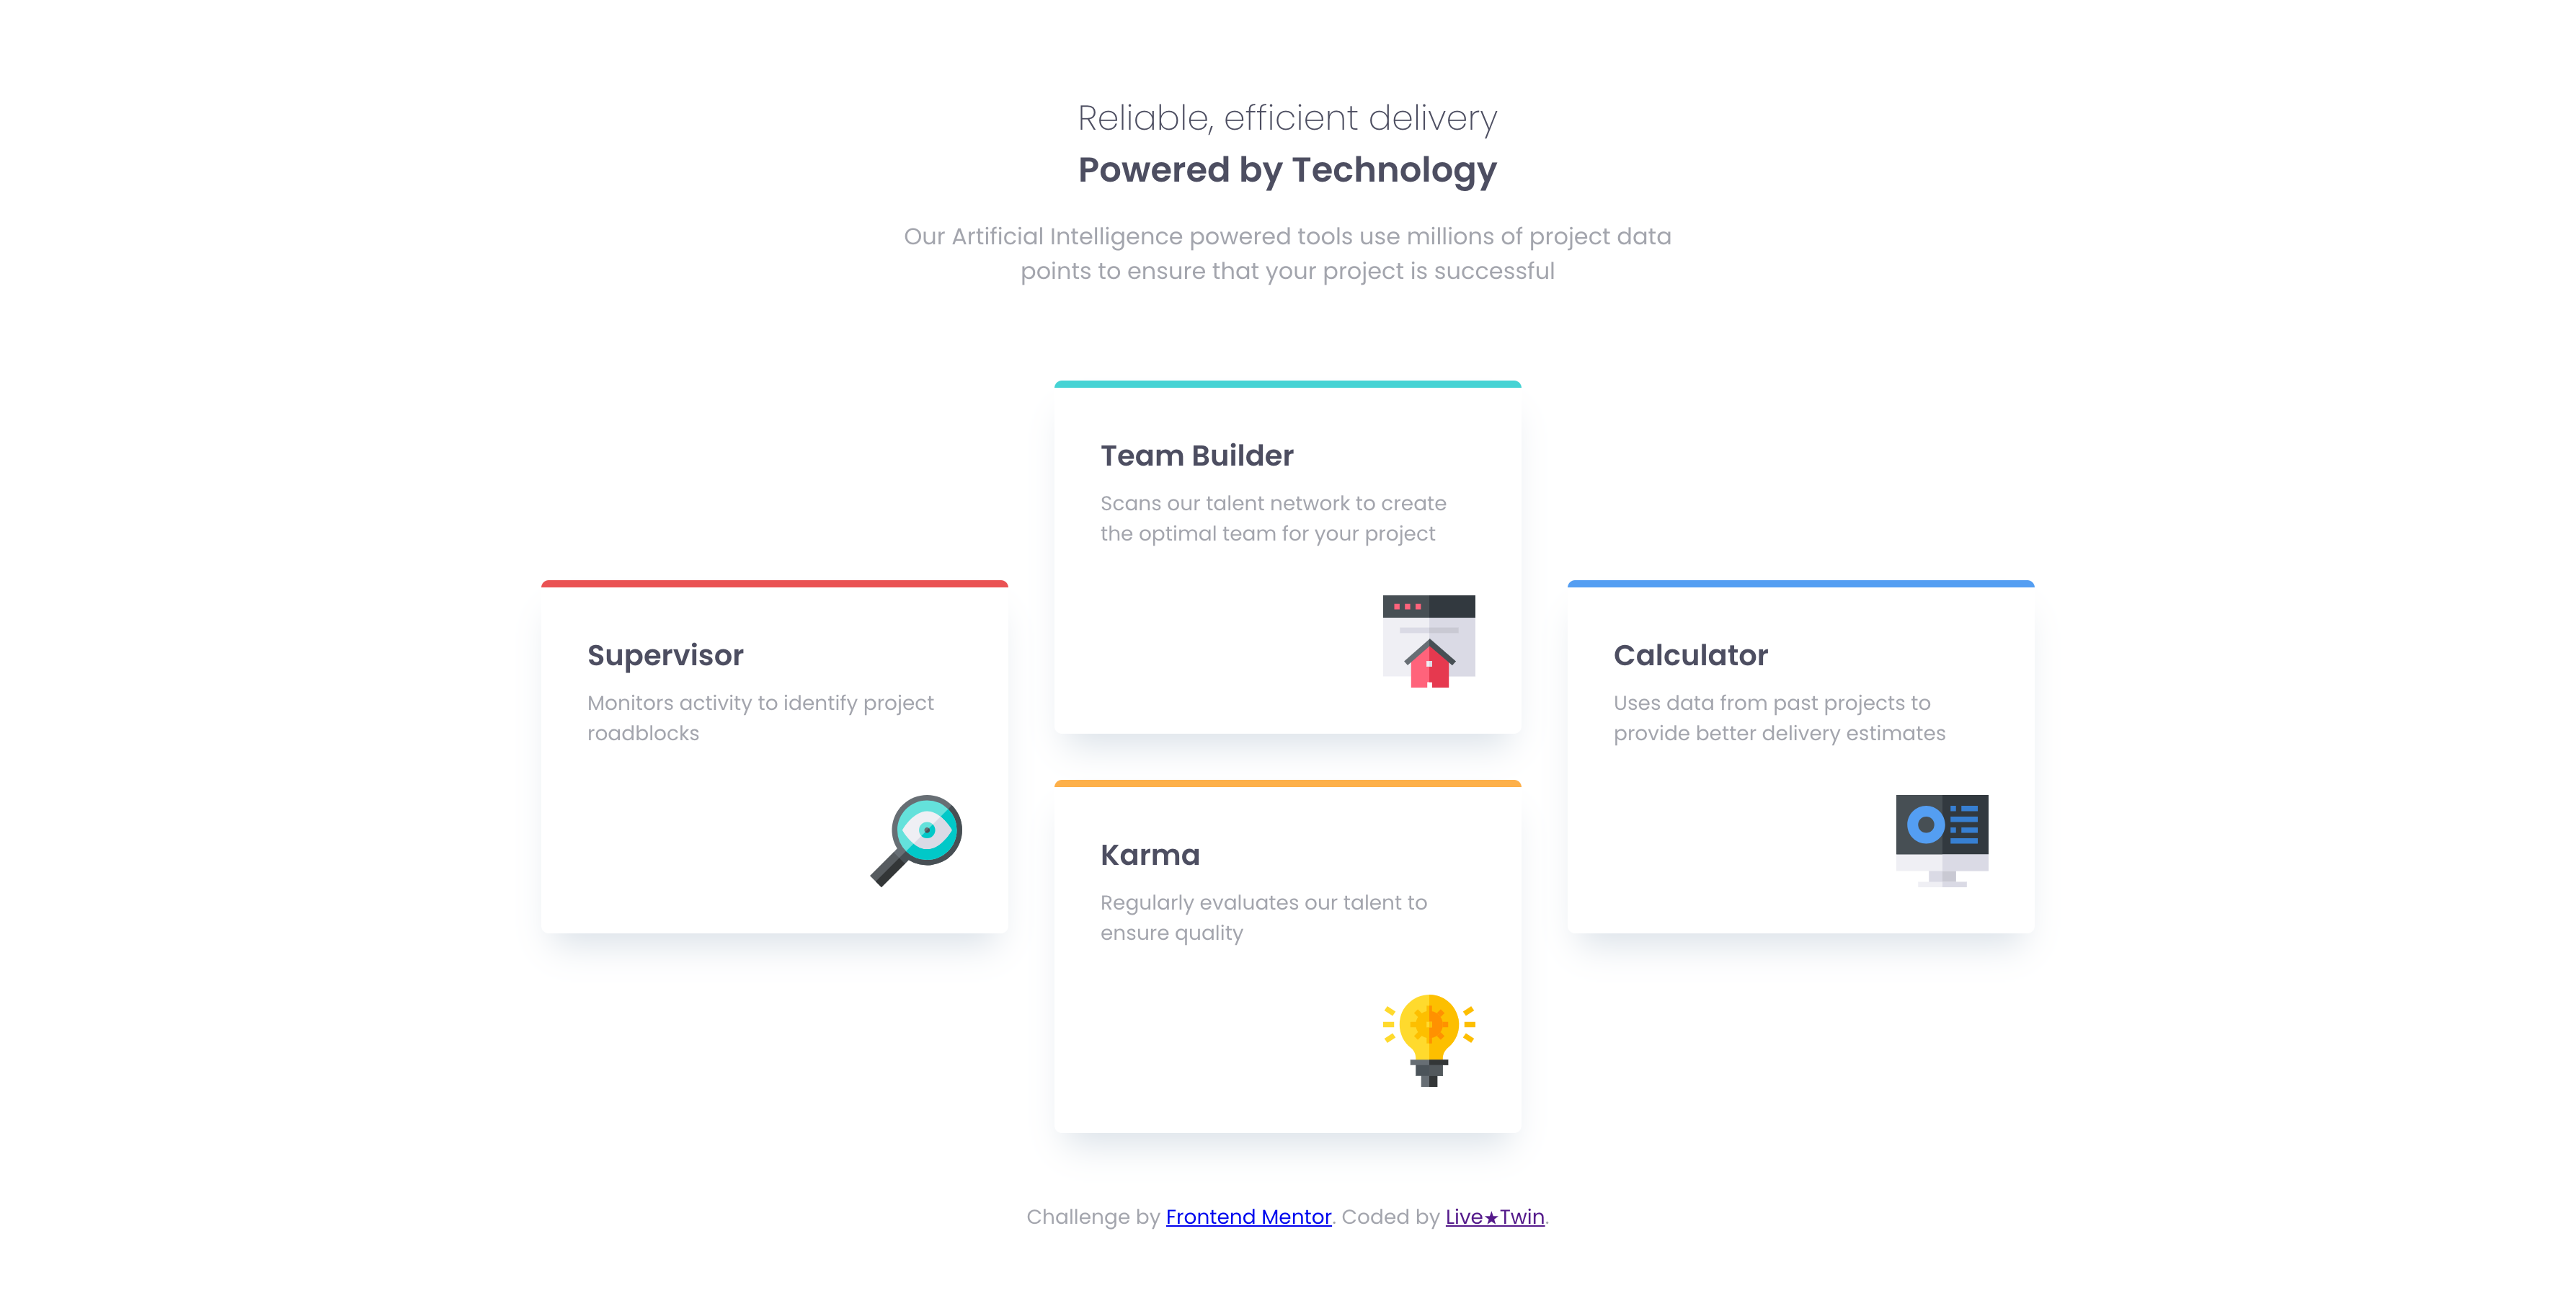 Reliable, efficient delivery
Powered by Technology
Our Artificial Intelligence powered tools use millions of project data
points to ensure that your project is successful
Supervisor
Monitors activity to identify project
roadblocks
Team Builder
Scans our talent network to create
the optimal team for your project
Karma
Regularly evaluates our talent to
ensure quality
Calculator
Uses data from past projects to
provide better delivery estimates
Challenge by Frontend Mentor. Coded by Live★Twin.